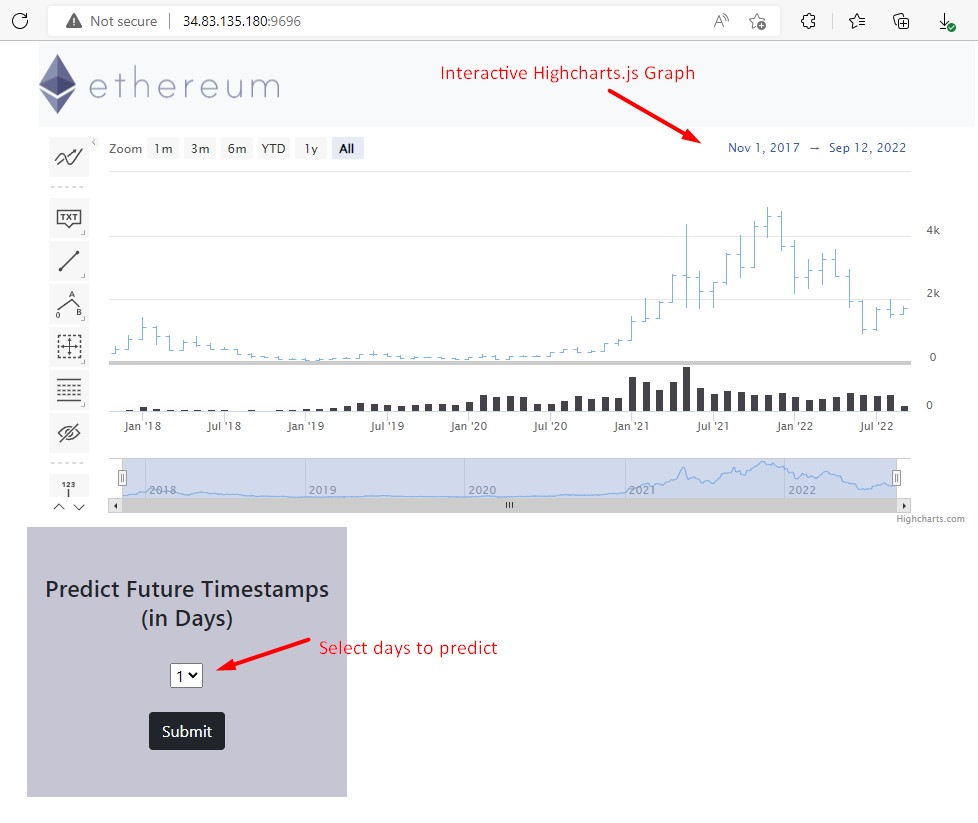 Not secure 34.83.135.180:9696
ethereum
Interactive Highcharts.js Graph
Zoom 1m 3m 6m YTD 1y All Nov 1, 2017 → Sep 12, 2022
TXT
A
0 B
4k
2k
0
0
Jan '18 Jul '18 Jan '19 Jul '19 Jan '20 Jul '20 Jan '21 Jul '21 Jan '22 Jul '22
123
2018 2019 2020 2021 2022
Highcharts.com
Predict Future Timestamps
(in Days)
Select days to predict
1
Submit